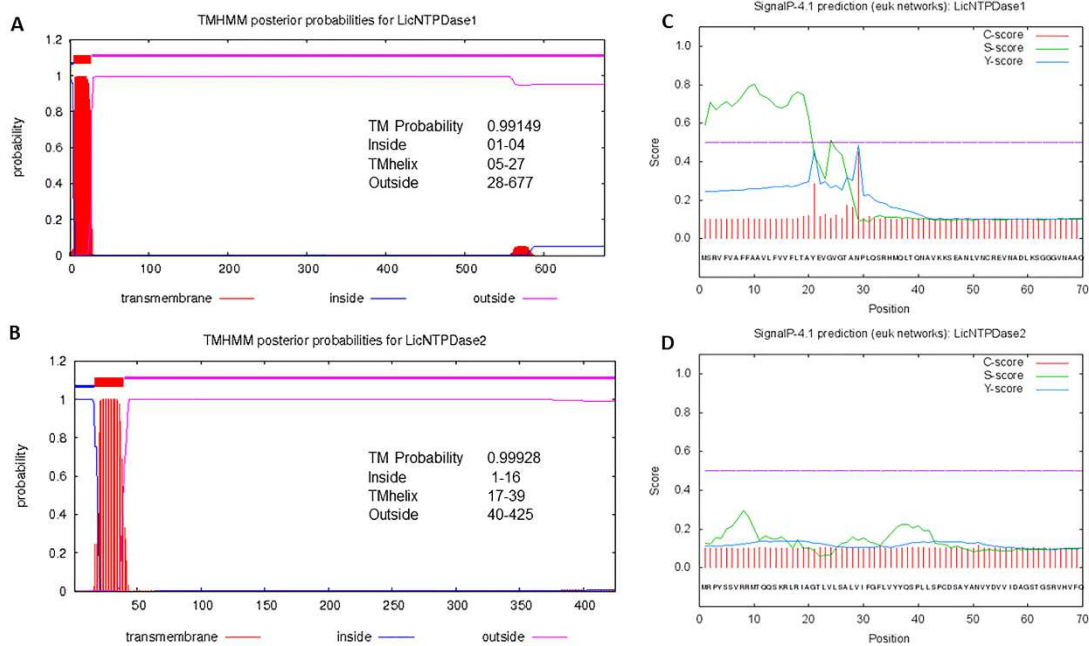 A
TMHMM posterior probabilities for LicNTPDase1
1.2
1
0.8
0.6
0.4
0.2
0
probability
TM Probability 0.99149
Inside 01-04
TMhelix 05-27
Outside 28-677
0 100 200 300 400 500 600
transmembrane inside outside
B
TMHMM posterior probabilities for LicNTPDase2
1.2
1
0.8
0.6
0.4
0.2
0
probability
TM Probability 0.99928
Inside 1-16
TMhelix 17-39
Outside 40-425
50 100 150 200 250 300 350 400
transmembrane inside outside
C
SignalP-4.1 prediction (euk networks): LicNTPDase1
C-score
S-score
Y-score
1.0
0.8
0.6
0.4
0.2
0.0
Score
MSRVFVAFFAAVLFVVFLTAYEVGVGTANPLQSRHMQLTQNAVKKSEANLVNCREVNADLKSGGGVNAAQ
0 10 20 30 40 50 60 70
Position
D
SignalP-4.1 prediction (euk networks): LicNTPDase2
C-score
S-score
Y-score
1.0
0.8
0.6
0.4
0.2
0.0
Score
MRPYSSVRRMTQQSKRLRIAGTLVLSALVIFGFLVYYQSPLLSPCDSAYANVYDVVIDAGSTGSRVHVFQ
0 10 20 30 40 50 60 70
Position